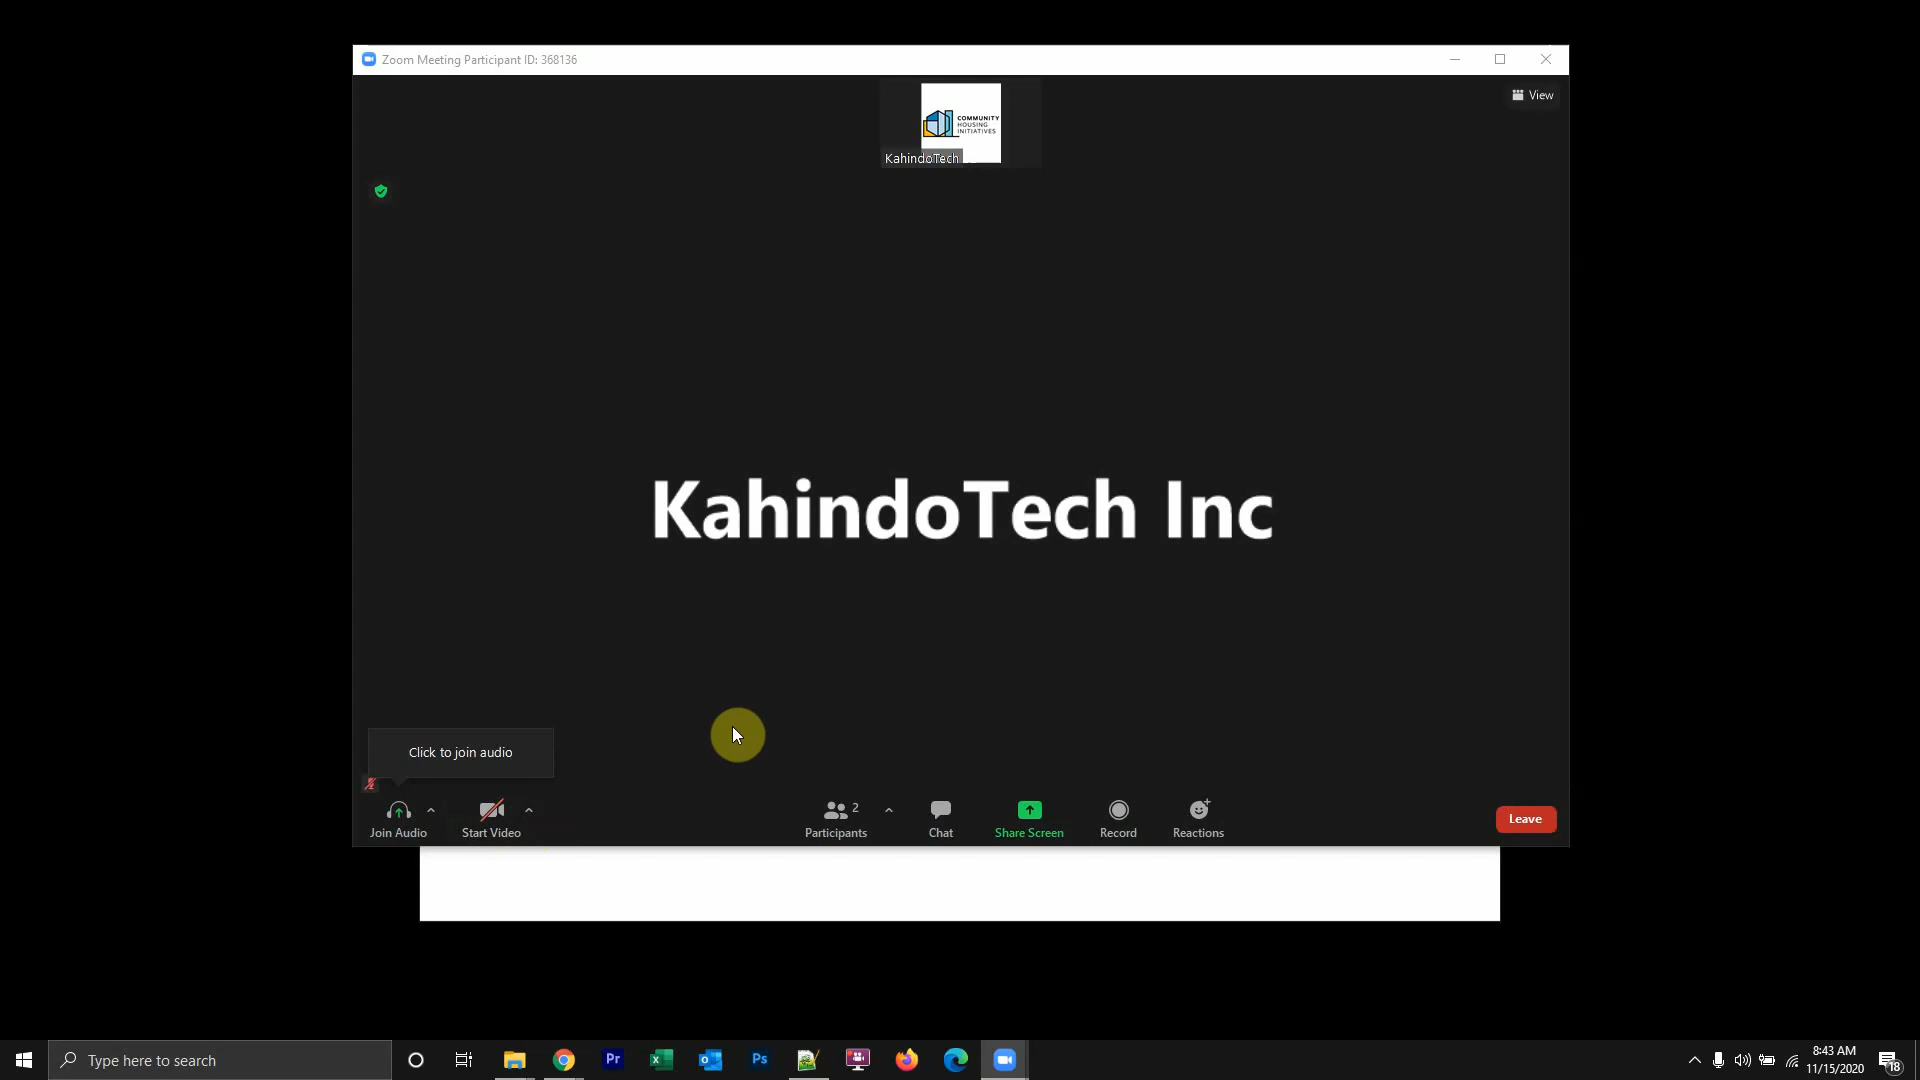 Zoom Meeting Participant ID: 368136
View
COMMUNITY
HOUSING
INITIATIVES
KahindoTech
KahindoTech Inc
Click to join audio
Join Audio
Start Video
2
Participants
Chat
Share Screen
Record
Reactions
Leave
Type here to search
Pr
Ps
8:43 AM
11/15/2020
18